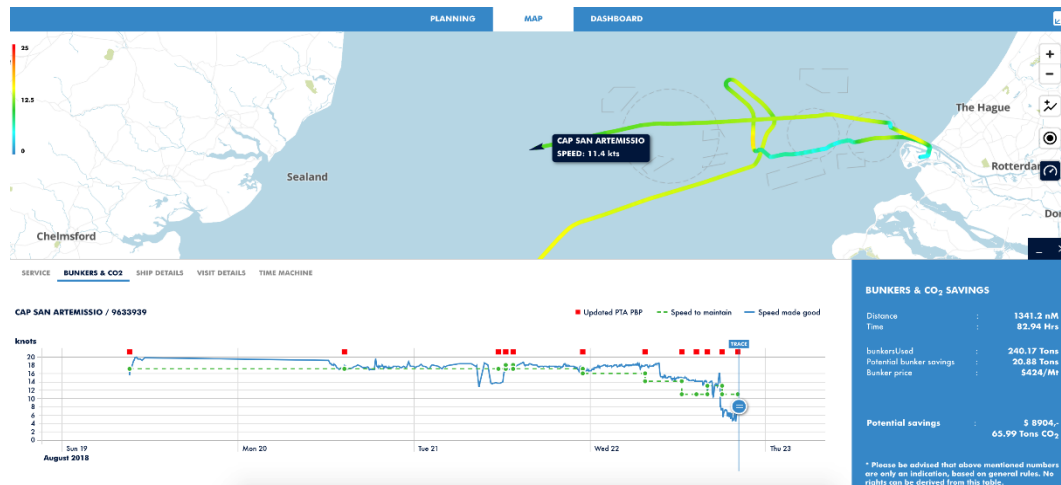 PLANNING MAP DASHBOARD
25
12.5
0
The Hague
CAP SAN ARTEMISSIO
SPEED: 11.4 kts
Rotterda
Sealand
Do
Chelmsford
SERVICE BUNKERS & CO2 SHIP DETAILS VISIT DETAILS TIME MACHINE
CAP SAN ARTEMISSIO / 9633939
Updated PTA PBP Speed to maintain Speed made good
knots
TRACE
20
18
16
14
12
10
8
6
4
2
0
Sun 19 Mon 20 Tue 21 Wed 22 Thu 23
August 2018
BUNKERS & CO₂ SAVINGS
Distance : 1341.2 nM
Time : 82.94 Hrs
bunkersUsed : 240.17 Tons
Potential bunker savings : 20.88 Tons
Bunker price : $424/Mt
Potential savings : $ 8904,-
65.99 Tons CO₂
* Please be advised that above mentioned numbers
are only an indication, based on general rules. No
rights can be derived from this table.